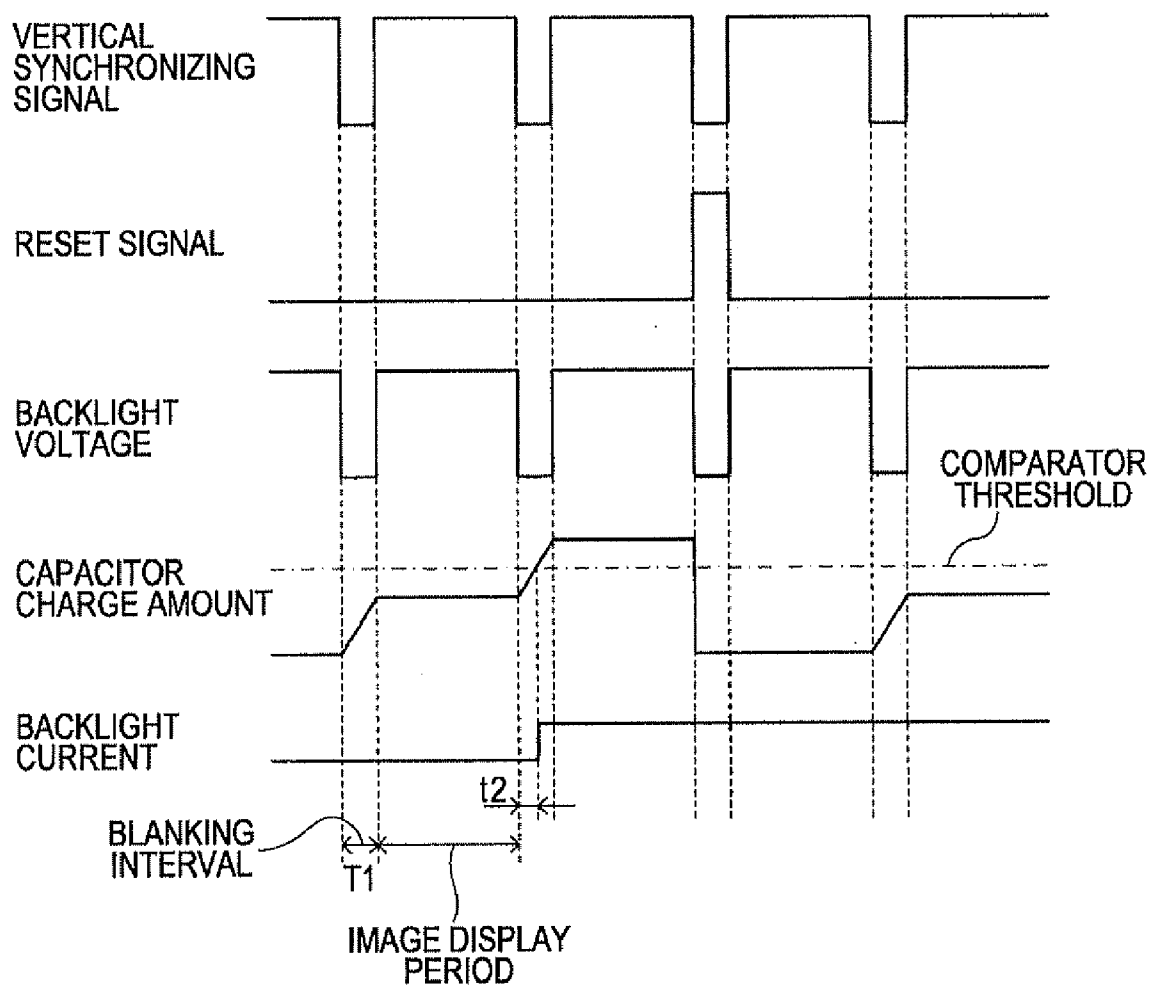 VERTICAL
SYNCHRONIZING
SIGNAL
RESET SIGNAL
BACKLIGHT
VOLTAGE
COMPARATOR
THRESHOLD
CAPACITOR
CHARGE AMOUNT
BACKLIGHT
CURRENT
t2
BLANKING
INTERVAL
T1
IMAGE DISPLAY
PERIOD